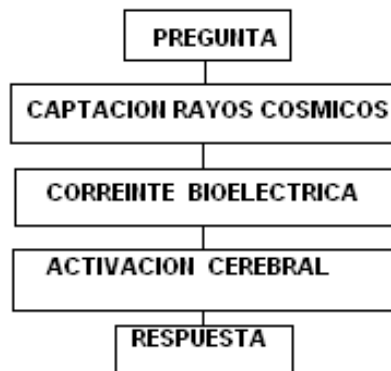 PREGUNTA
CAPTACION RAYOS COSMICOS
CORREINTE BIOELECTRICA
ACTIVACION CEREBRAL
RESPUESTA